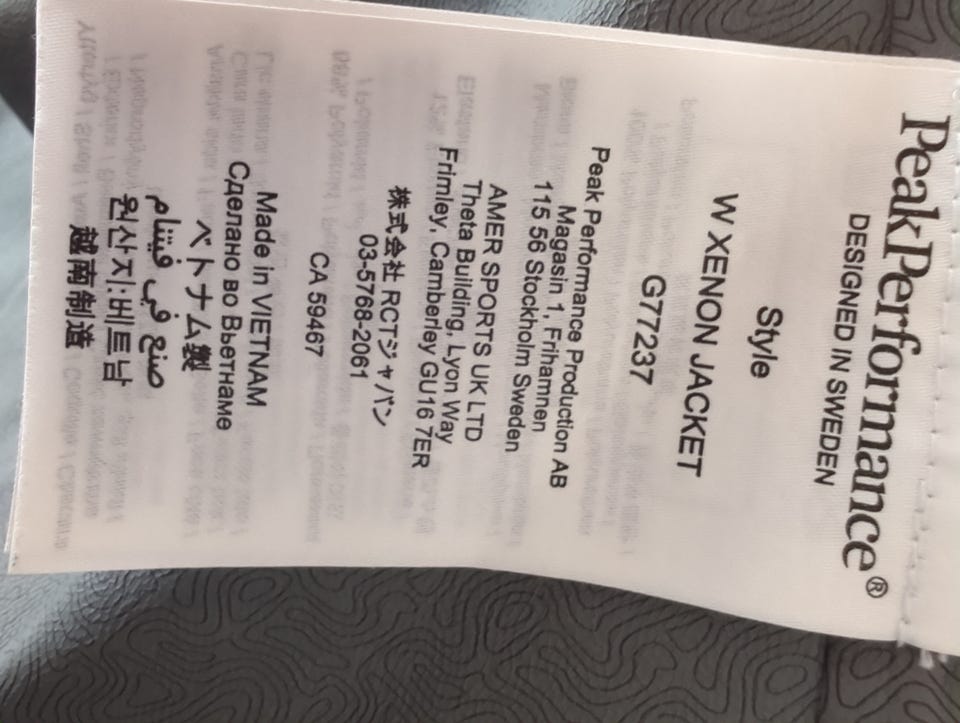 PeakPerformance®
DESIGNED IN SWEDEN
Style
W XENON JACKET
G77237
Peak Performance Production AB
Magasin 1, Frihamnen
115 56 Stockholm Sweden
AMER SPORTS UK LTD
Theta Building, Lyon Way
Frimley, Camberley GU16 7ER
株式会社 RCTジャパン
03-5768-2061
CA 59467
Made in VIETNAM
Сделано во Вьетнаме
ベトナム製
صنع في فيتنام
원산지:베트남
越南制造